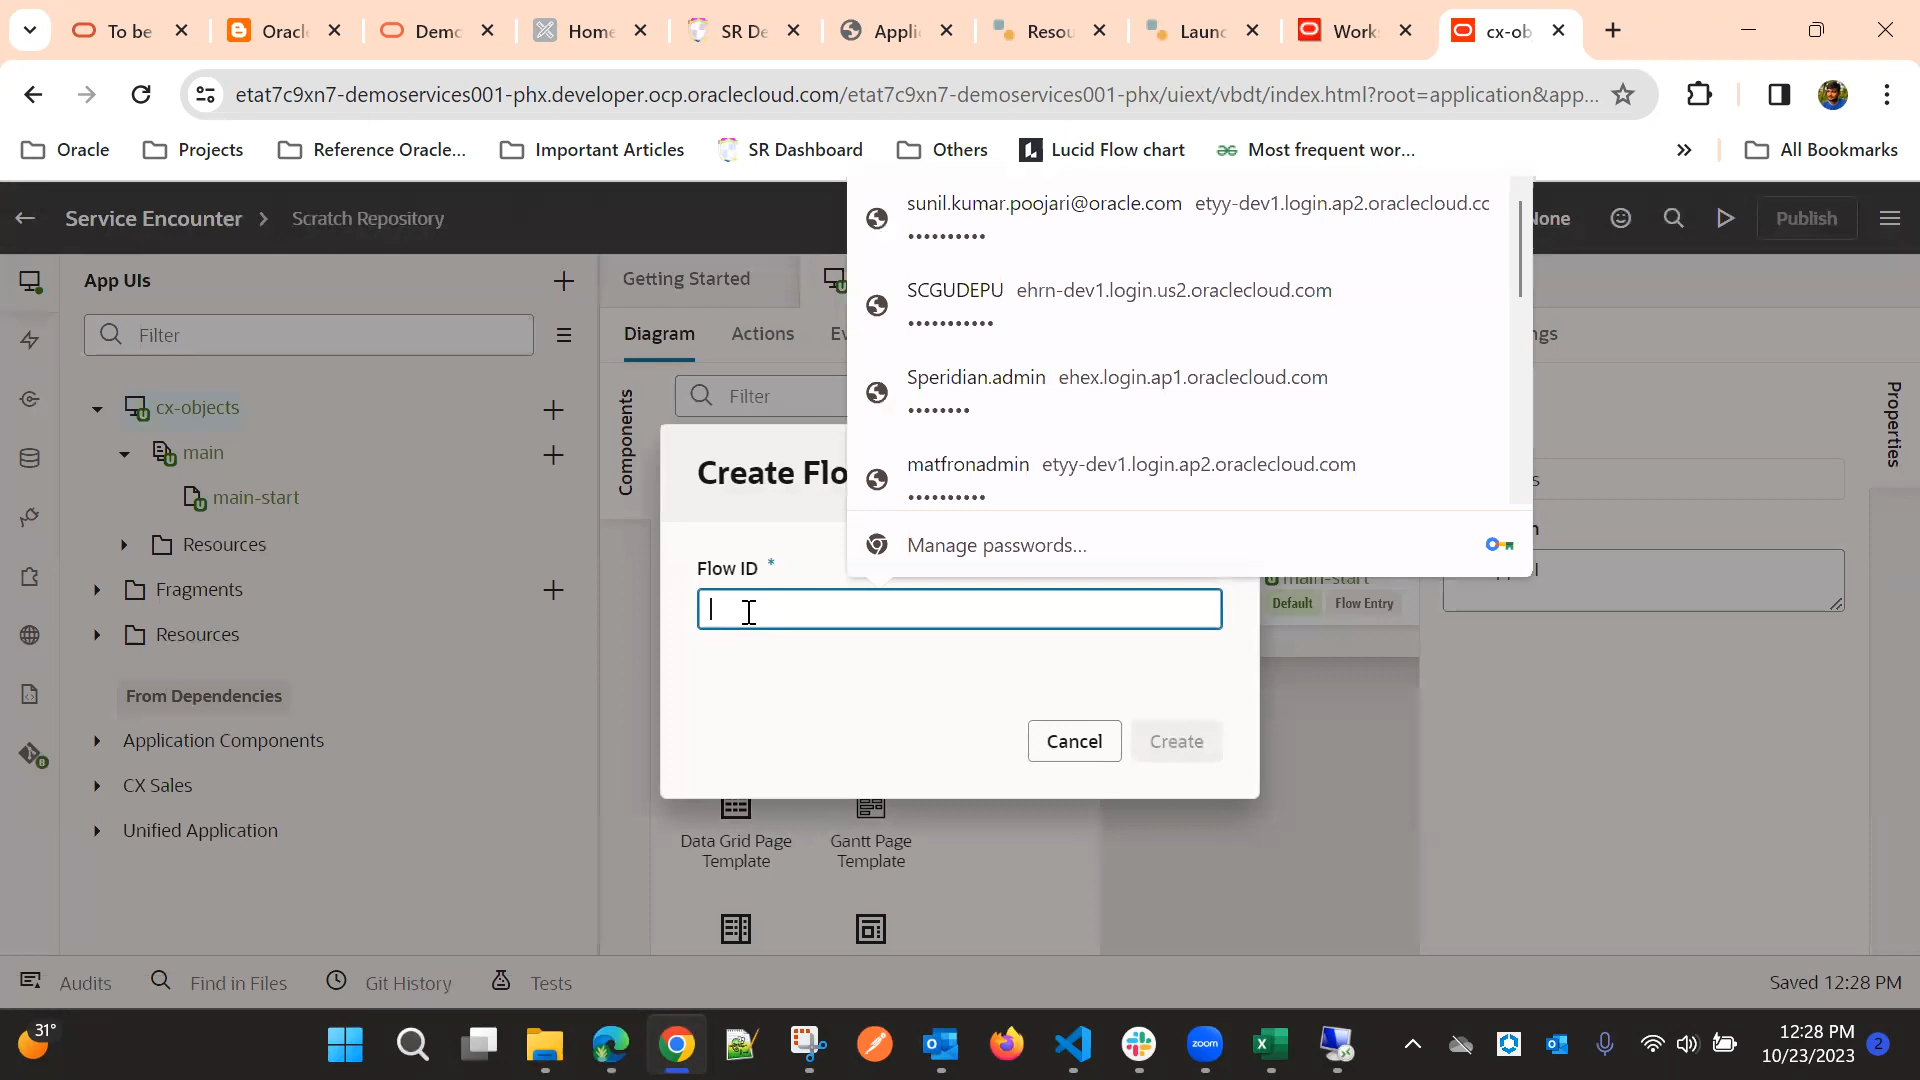 To be
Oracl
Demo
Home
SR De
Appli
Resou
Launc
Work
cx-ob
etat7c9xn7-demoservices001-phx.developer.ocp.oraclecloud.com/etat7c9xn7-demoservices001-phx/uiext/vbdt/index.html?root=application&app...
Oracle
Projects
Reference Oracle...
Important Articles
SR Dashboard
Others
Lucid Flow chart
Most frequent wor...
All Bookmarks
Service Encounter
Scratch Repository
None
Publish
sunil.kumar.poojari@oracle.com etyy-dev1.login.ap2.oraclecloud.cc
••••••••••
SCGUDEPU ehrn-dev1.login.us2.oraclecloud.com
•••••••••••
Speridian.admin ehex.login.ap1.oraclecloud.com
••••••••
matfronadmin etyy-dev1.login.ap2.oraclecloud.com
••••••••••
Manage passwords...
App UIs
Filter
cx-objects
main
main-start
Resources
Fragments
Resources
From Dependencies
Application Components
CX Sales
Unified Application
Getting Started
Diagram
Actions
Ev
ngs
Components
Filter
Properties
Create Flo
Flow ID *
Cancel
Create
main-start
Default
Flow Entry
Data Grid Page
Template
Gantt Page
Template
Audits
Find in Files
Git History
Tests
Saved 12:28 PM
31°
zoom
12:28 PM
10/23/2023
2